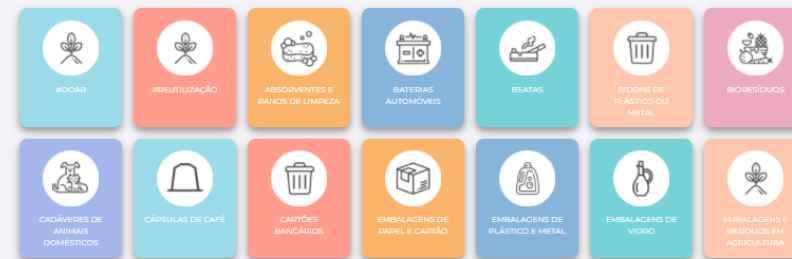 #DOAR
#REUTILIZAÇÃO
ABSORVENTES E
PANOS DE LIMPEZA
BATERIAS
AUTOMÓVEIS
BEATAS
BIDONS DE
PLÁSTICO OU
METAL
BIORESÍDUOS
CADÁVERES DE
ANIMAIS
DOMÉSTICOS
CÁPSULAS DE CAFÉ
CARTÕES
BANCÁRIOS
EMBALAGENS DE
PAPEL E CARTÃO
EMBALAGENS DE
PLÁSTICO E METAL
EMBALAGENS DE
VIDRO
EMBALAGENS E
RESÍDUOS EM
AGRICULTURA